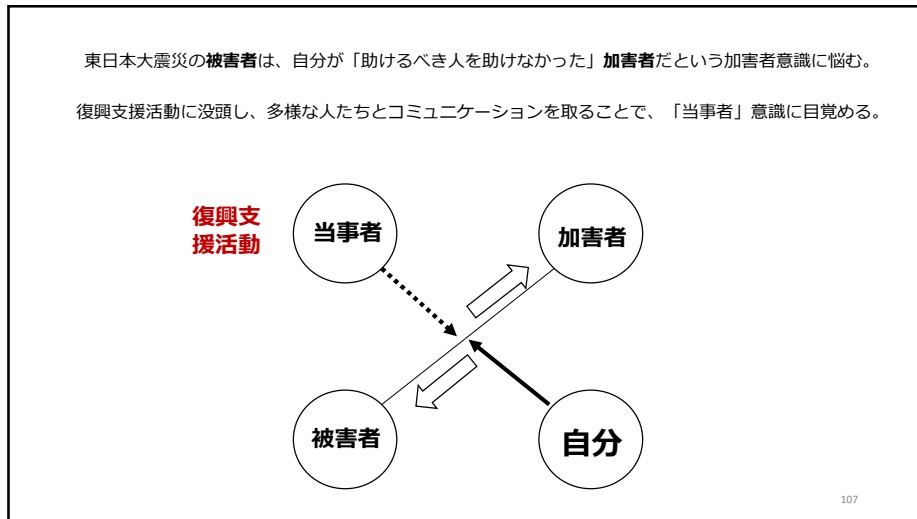 東日本大震災の被害者は、自分が「助けるべき人を助けなかった」加害者だという加害者意識に悩む。
復興支援活動に没頭し、多様な人たちとコミュニケーションを取ることで、「当事者」意識に目覚める。
復興支
援活動
当事者
加害者
被害者
自分
107